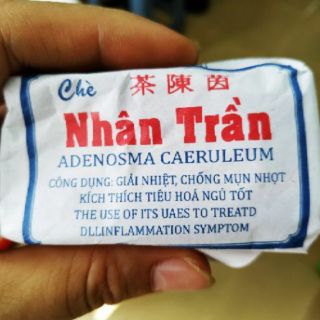 Chè 茶陳茵
Nhân Trần
ADENOSMA CAERULEUM
CÔNG DỤNG: GIẢI NHIỆT, CHỐNG MỤN NHỌT
KÍCH THÍCH TIÊU HOÁ NGỦ TỐT
THE USE OF ITS UAES TO TREATD
DLLINFLAMMATION SYMPTOM